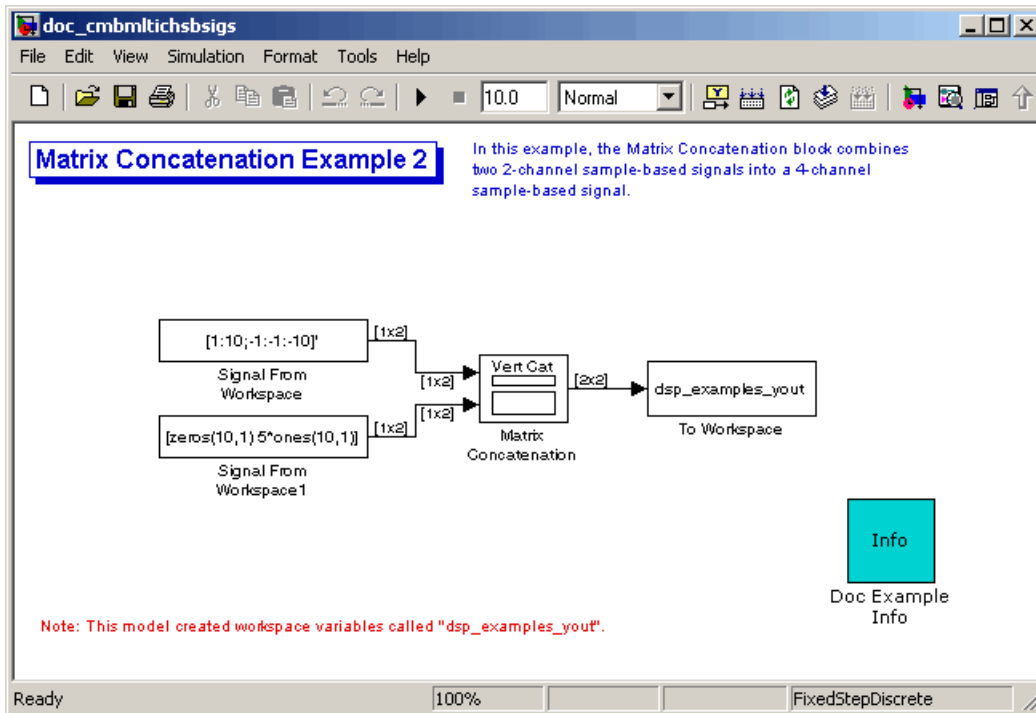 doc_cmbmltichsbsigs
File Edit View Simulation Format Tools Help
10.0 Normal
Matrix Concatenation Example 2
In this example, the Matrix Concatenation block combines
two 2-channel sample-based signals into a 4-channel
sample-based signal.
[1:10;-1:-1:-10]'
[1x2]
Signal From
Workspace
[1x2]
[zeros(10,1) 5*ones(10,1)]
[1x2]
[1x2]
Signal From
Workspace1
Vert Cat
[2x2]
Matrix
Concatenation
dsp_examples_yout
To Workspace
Info
Doc Example
Info
Note: This model created workspace variables called "dsp_examples_yout".
Ready 100% FixedStepDiscrete